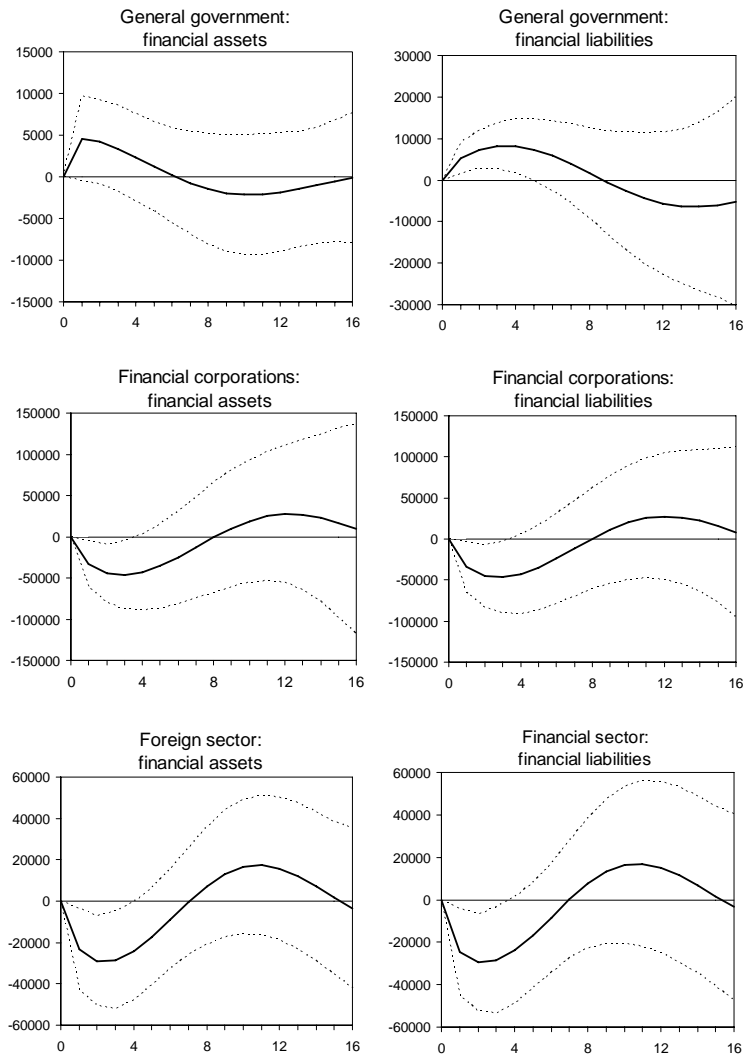 General government:
financial assets
15000
10000
5000
0
-5000
-10000
-15000
0 4 8 12 16
General government:
financial liabilities
30000
20000
10000
0
-10000
-20000
-30000
0 4 8 12 16
Financial corporations:
financial assets
150000
100000
50000
0
-50000
-100000
-150000
0 4 8 12 16
Financial corporations:
financial liabilities
150000
100000
50000
0
-50000
-100000
-150000
0 4 8 12 16
Foreign sector:
financial assets
60000
40000
20000
0
-20000
-40000
-60000
0 4 8 12 16
Financial sector:
financial liabilities
60000
40000
20000
0
-20000
-40000
-60000
0 4 8 12 16